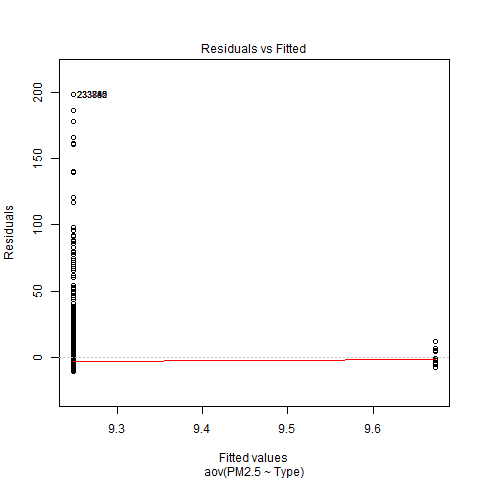 Residuals vs Fitted
Residuals
200
150
100
50
0
9.3 9.4 9.5 9.6
Fitted values
aov(PM2.5 ~ Type)